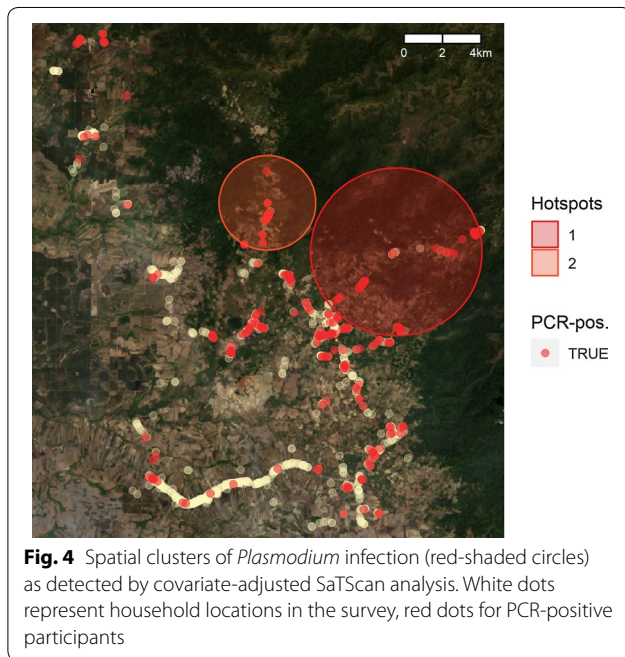 0 2 4km
Hotspots
1
2
PCR-pos.
TRUE
Fig. 4 Spatial clusters of Plasmodium infection (red-shaded circles)
as detected by covariate-adjusted SaTScan analysis. White dots
represent household locations in the survey, red dots for PCR-positive
participants